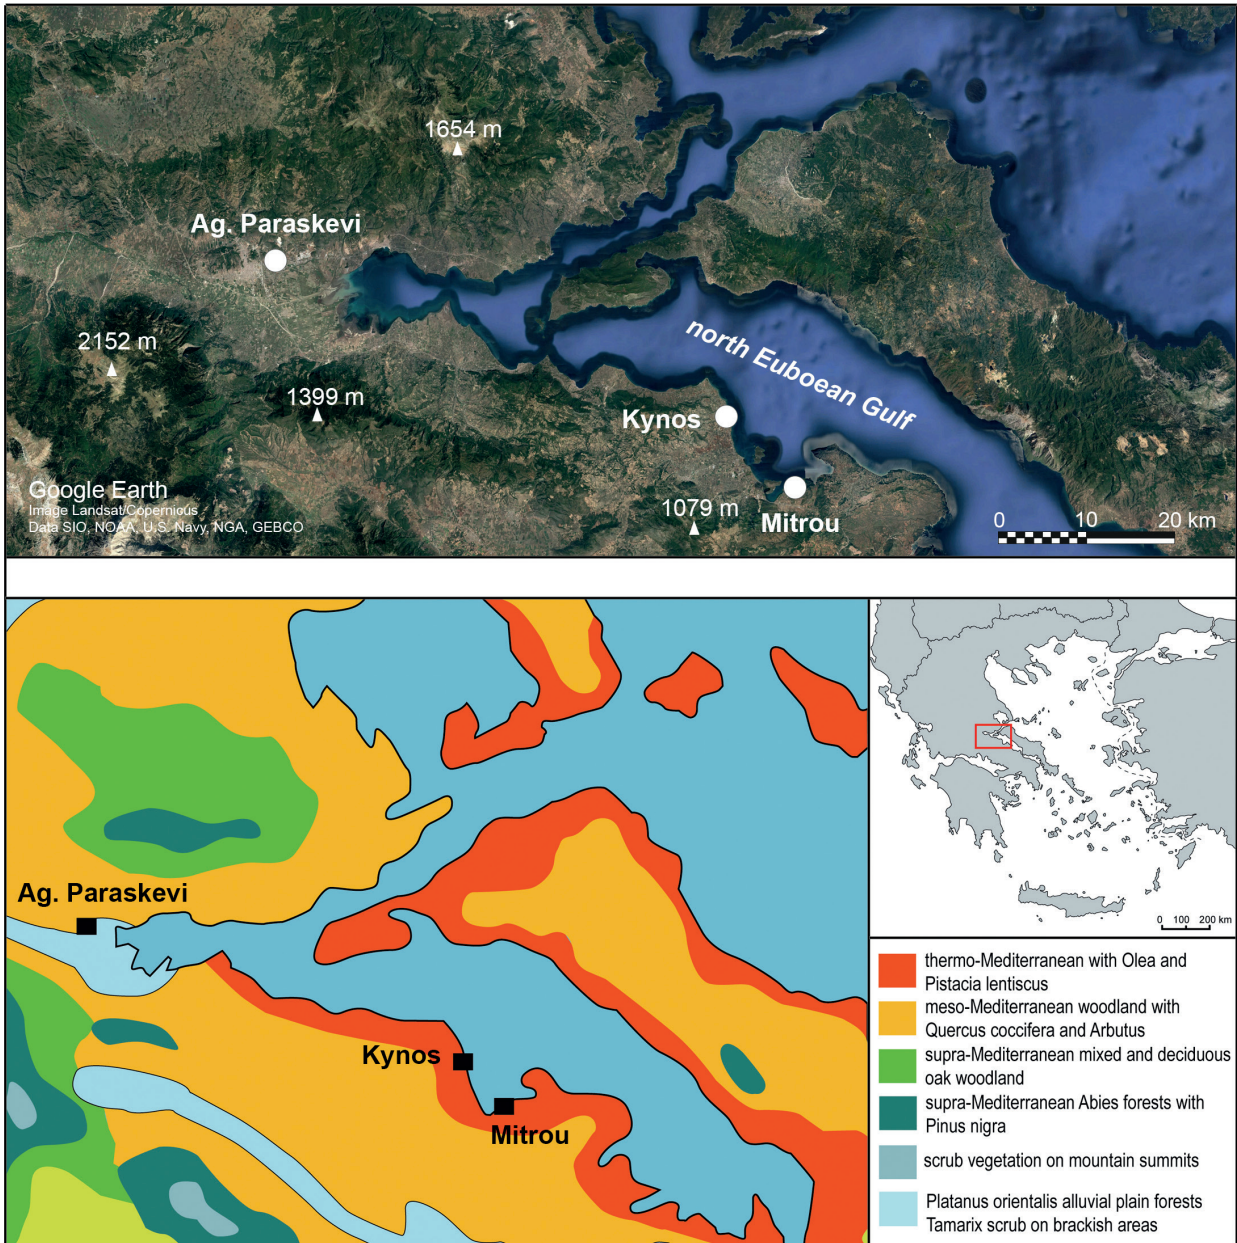 1654 m
Ag. Paraskevi
2152 m
1399 m
north Euboean Gulf
Kynos
1079 m
Mitrou
Google Earth
Image Landsat/Copernicus
Data SIO, NOAA, U.S. Navy, NGA, GEBCO
0 10 20 km
Ag. Paraskevi
Kynos
Mitrou
0 100 200 km
thermo-Mediterranean with Olea and
Pistacia lentiscus
meso-Mediterranean woodland with
Quercus coccifera and Arbutus
supra-Mediterranean mixed and deciduous
oak woodland
supra-Mediterranean Abies forests with
Pinus nigra
scrub vegetation on mountain summits
Platanus orientalis alluvial plain forests
Tamarix scrub on brackish areas